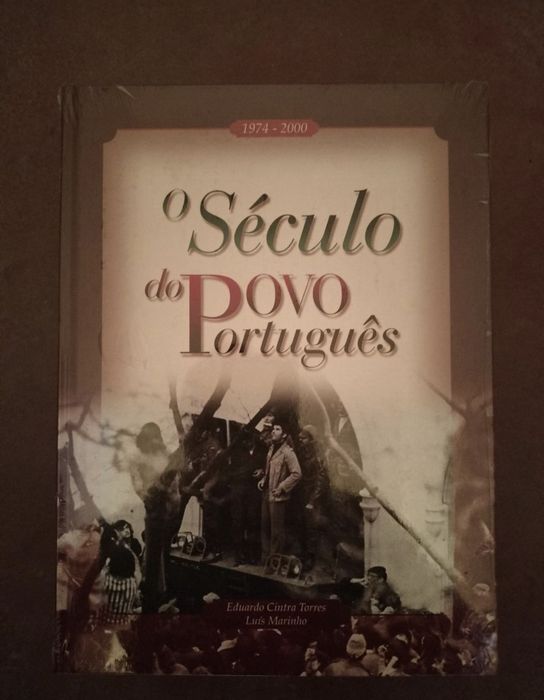 1974 - 2000
O Século
do Povo
Português
Eduardo Cintra Torres
Luís Marinho